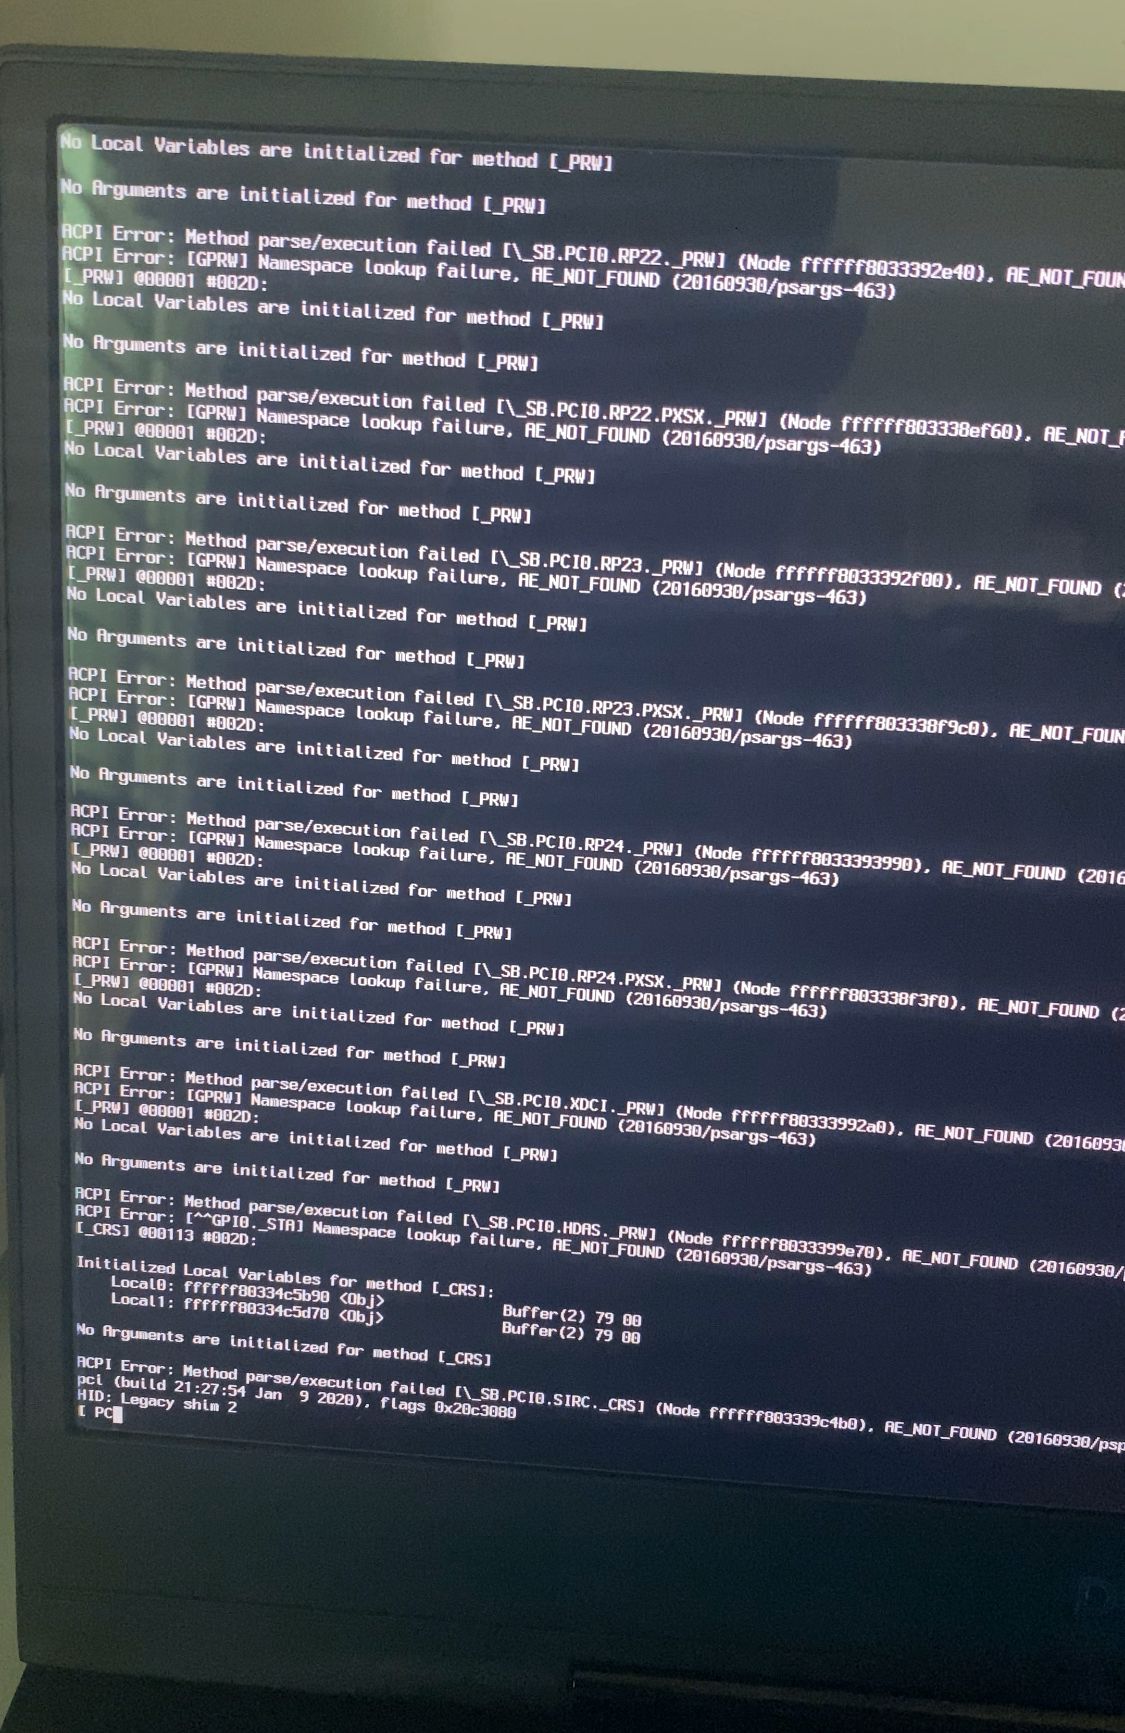 No Local Variables are initialized for method [_PRW]
No Arguments are initialized for method [_PRW]
ACPI Error: Method parse/execution failed [\_SB.PCI0.RP22._PRW] (Node ffffff8033392e40), AE_NOT_FOUN
ACPI Error: [GPRW] Namespace lookup failure, AE_NOT_FOUND (20160930/psargs-463)
[_PRW] @00001 #002D:
No Local Variables are initialized for method [_PRW]
No Arguments are initialized for method [_PRW]
ACPI Error: Method parse/execution failed [\_SB.PCI0.RP22.PXSX._PRW] (Node ffffff803338ef60), AE_NOT_F
ACPI Error: [GPRW] Namespace lookup failure, AE_NOT_FOUND (20160930/psargs-463)
[_PRW] @00001 #002D:
No Local Variables are initialized for method [_PRW]
No Arguments are initialized for method [_PRW]
ACPI Error: Method parse/execution failed [\_SB.PCI0.RP23._PRW] (Node ffffff8033392f00), AE_NOT_FOUND (2
ACPI Error: [GPRW] Namespace lookup failure, AE_NOT_FOUND (20160930/psargs-463)
[_PRW] @00001 #002D:
No Local Variables are initialized for method [_PRW]
No Arguments are initialized for method [_PRW]
ACPI Error: Method parse/execution failed [\_SB.PCI0.RP23.PXSX._PRW] (Node ffffff803338f9c0), AE_NOT_FOUN
ACPI Error: [GPRW] Namespace lookup failure, AE_NOT_FOUND (20160930/psargs-463)
[_PRW] @00001 #002D:
No Local Variables are initialized for method [_PRW]
No Arguments are initialized for method [_PRW]
ACPI Error: Method parse/execution failed [\_SB.PCI0.RP24._PRW] (Node ffffff8033393990), AE_NOT_FOUND (2016
ACPI Error: [GPRW] Namespace lookup failure, AE_NOT_FOUND (20160930/psargs-463)
[_PRW] @00001 #002D:
No Local Variables are initialized for method [_PRW]
No Arguments are initialized for method [_PRW]
ACPI Error: Method parse/execution failed [\_SB.PCI0.RP24.PXSX._PRW] (Node ffffff803338f3f0), AE_NOT_FOUND (2
ACPI Error: [GPRW] Namespace lookup failure, AE_NOT_FOUND (20160930/psargs-463)
[_PRW] @00001 #002D:
No Local Variables are initialized for method [_PRW]
No Arguments are initialized for method [_PRW]
ACPI Error: Method parse/execution failed [\_SB.PCI0.XDCI._PRW] (Node ffffff80333992a0), AE_NOT_FOUND (2016093
ACPI Error: [GPRW] Namespace lookup failure, AE_NOT_FOUND (20160930/psargs-463)
[_PRW] @00001 #002D:
No Local Variables are initialized for method [_PRW]
No Arguments are initialized for method [_PRW]
ACPI Error: Method parse/execution failed [\_SB.PCI0.HDAS._PRW] (Node ffffff8033399e70), AE_NOT_FOUND (20160930/
ACPI Error: [^^GPI0._STA] Namespace lookup failure, AE_NOT_FOUND (20160930/psargs-463)
[_CRS] @00113 #002D:
Initialized Local Variables for method [_CRS]:
Local0: ffffff80334c5b90 <Obj> Buffer(2) 79 00
Local1: ffffff80334c5d70 <Obj> Buffer(2) 79 00
No Arguments are initialized for method [_CRS]
ACPI Error: Method parse/execution failed [\_SB.PCI0.SIRC._CRS] (Node ffffff803339c4b0), AE_NOT_FOUND (20160930/psp
pci (build 21:27:54 Jan 9 2020), flags 0x20c3080
HID: Legacy shim 2
[ PC